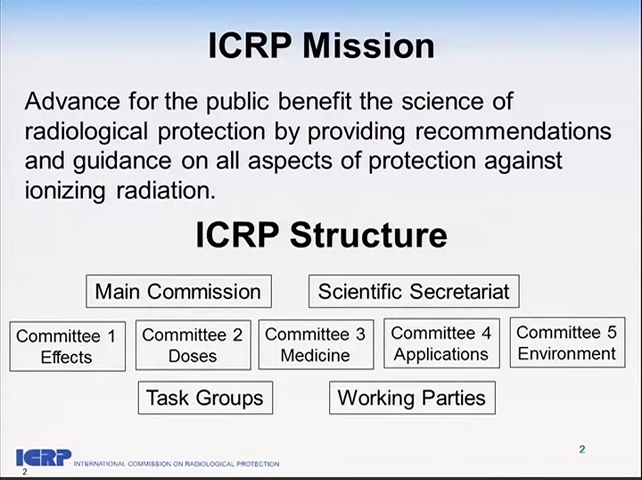 ICRP Mission
Advance for the public benefit the science of
radiological protection by providing recommendations
and guidance on all aspects of protection against
ionizing radiation.
ICRP Structure
Main Commission
Scientific Secretariat
Committee 1
Effects
Committee 2
Doses
Committee 3
Medicine
Committee 4
Applications
Committee 5
Environment
Task Groups
Working Parties
2
ICRP INTERNATIONAL COMMISSION ON RADIOLOGICAL PROTECTION
2